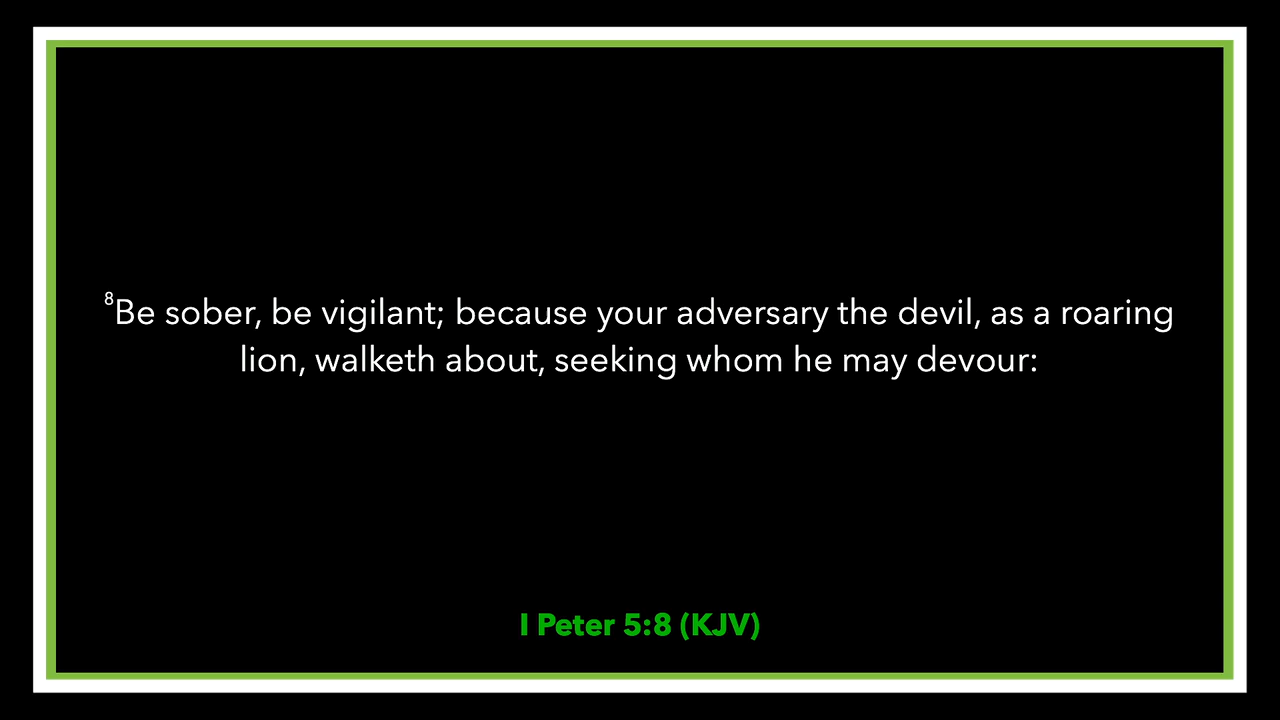 8Be sober, be vigilant; because your adversary the devil, as a roaring
lion, walketh about, seeking whom he may devour:
I Peter 5:8 (KJV)